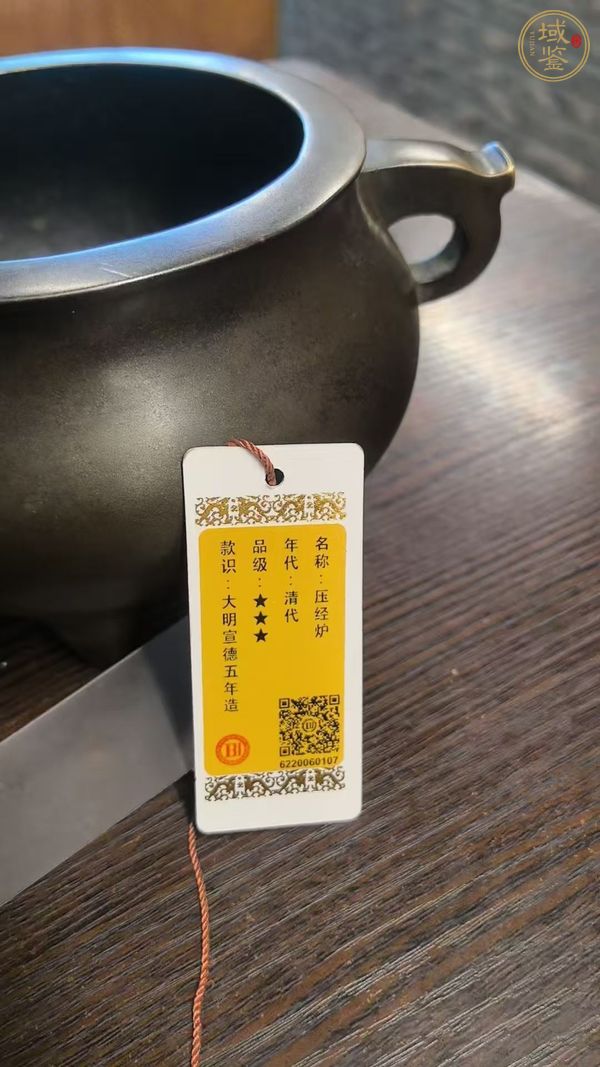 域鉴
YUJIAN
名称：压经炉
年代：清代
品级：★★★
款识：大明宣德五年造
6220060107